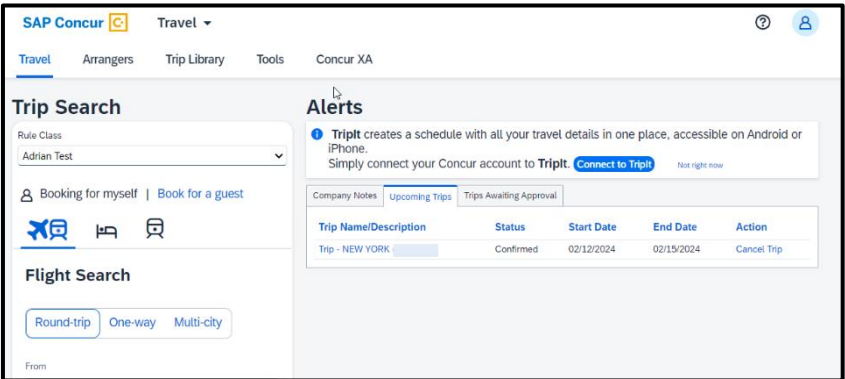 SAP Concur C Travel
Travel Arrangers Trip Library Tools Concur XA
Trip Search
Rule Class
Adrian Test
Booking for myself | Book for a guest
Flight Search
Round-trip One-way Multi-city
From
Alerts
TripIt creates a schedule with all your travel details in one place, accessible on Android or
iPhone.
Simply connect your Concur account to TripIt. Connect to TripIt Not right now
Company Notes Upcoming Trips Trips Awaiting Approval
Trip Name/Description Status Start Date End Date Action
Trip - NEW YORK Confirmed 02/12/2024 02/15/2024 Cancel Trip